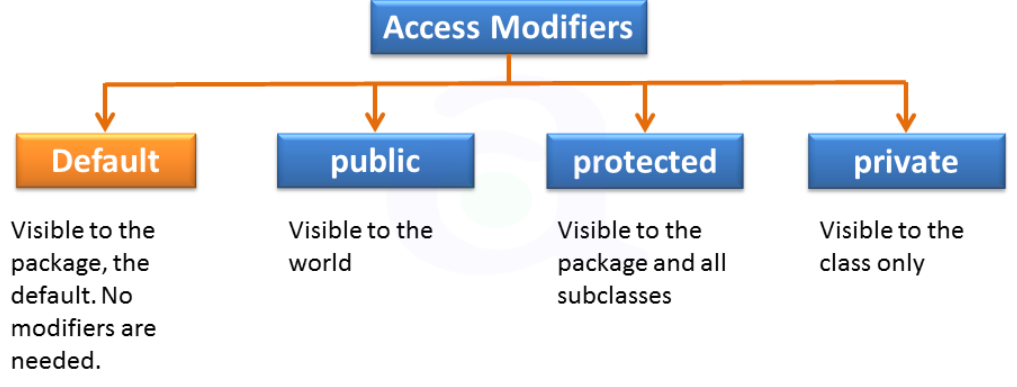 Access Modifiers
Default
public
protected
private
Visible to the
package, the
default. No
modifiers are
needed.
Visible to the
world
Visible to the
package and all
subclasses
Visible to the
class only